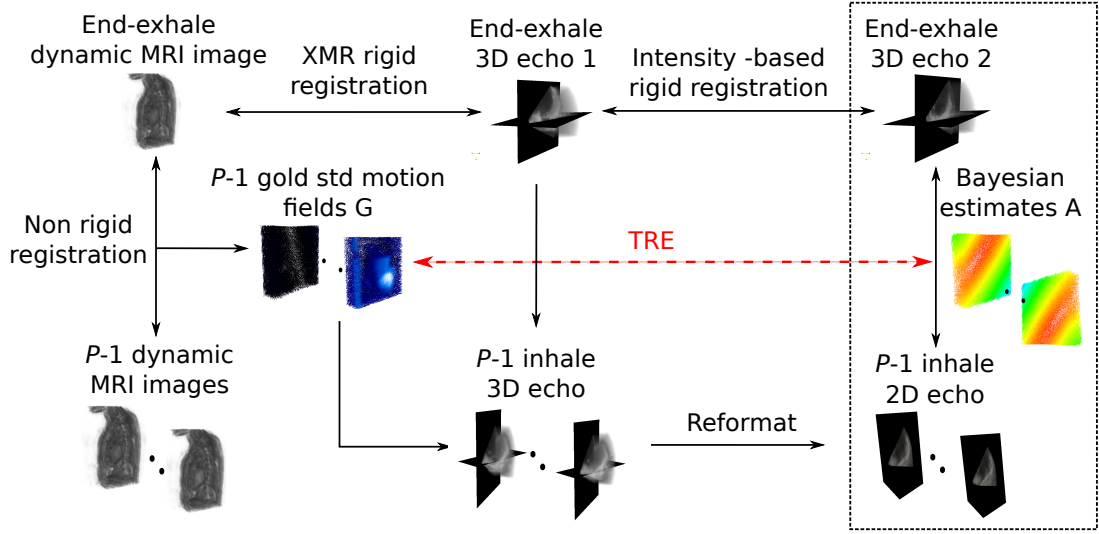 End-exhale
dynamic MRI image
XMR rigid
registration
End-exhale
3D echo 1
Intensity -based
rigid registration
End-exhale
3D echo 2
Non rigid
registration
P-1 gold std motion
fields G
TRE
Bayesian
estimates A
P-1 dynamic
MRI images
P-1 inhale
3D echo
Reformat
P-1 inhale
2D echo